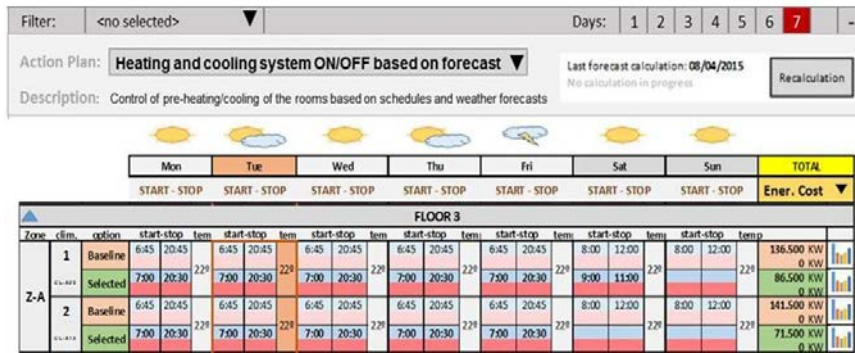 Filter: <no selected> ▼ Days: 1 2 3 4 5 6 7 -
Action Plan: Heating and cooling system ON/OFF based on forecast ▼
Last forecast calculation: 08/04/2015
No calculation in progress
Recalculation
Description: Control of pre-heating/cooling of the rooms based on schedules and weather forecasts
Mon Tue Wed Thu Fri Sat Sun TOTAL
START - STOP START - STOP START - STOP START - STOP START - STOP START - STOP START - STOP Ener. Cost ▼
FLOOR 3
Zone clim. option start-stop tem start-stop tem start-stop tem start-stop tem start-stop tem start-stop tem start-stop temp
Z-A
1 Baseline 6:45 20:45 6:45 20:45 6:45 20:45 6:45 20:45 6:45 20:45 8:00 12:00 8:00 12:00 136.500 KW
0 KW
22º 22º 22º 22º 22º 22º 22º
Selected 7:00 20:30 7:00 20:30 7:00 20:30 7:00 20:30 7:00 20:30 9:00 11:00 86.500 KW
0 KW
2 Baseline 6:45 20:45 6:45 20:45 6:45 20:45 6:45 20:45 6:45 20:45 8:00 12:00 8:00 12:00 141.500 KW
0 KW
22º 22º 22º 22º 22º 22º 22º
Selected 7:00 20:30 7:00 20:30 7:00 20:30 7:00 20:30 7:00 20:30 71.500 KW
0 KW